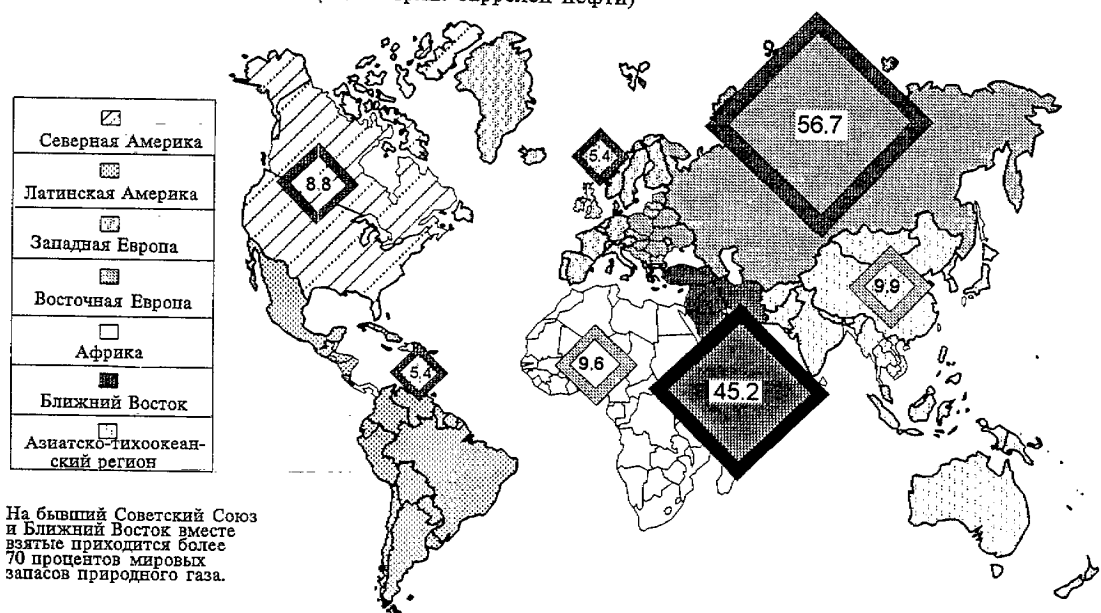 баррелей нефти)
Северная Америка
Латинская Америка
Западная Европа
Восточная Европа
Африка
Ближний Восток
Азиатско-тихоокеан-
ский регион
8.8
5.4
56.7
9.9
5.4
9.6
45.2
На бывший Советский Союз
и Ближний Восток вместе
взятые приходится более
70 процентов мировых
запасов природного газа.